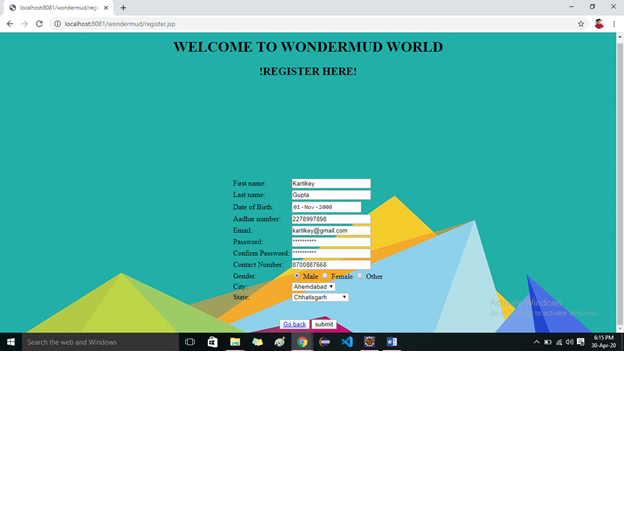 localhost:8081/wondermud/regis
localhost:8081/wondermud/register.jsp
WELCOME TO WONDERMUD WORLD
!REGISTER HERE!
First name: Kartikey
Last name: Gupta
Date of Birth: 01-Nov-2000
Aadhar number: 2278997898
Email: kartikey@gmail.com
Password: **********
Confirm Password: **********
Contact Number: 8700887668
Gender: Male Female Other
City: Ahemdabad
State: Chhatisgarh
Activate Windows
Go to to activate Windows.
Go back submit
Search the web and Windows
6:15 PM
30-Apr-20